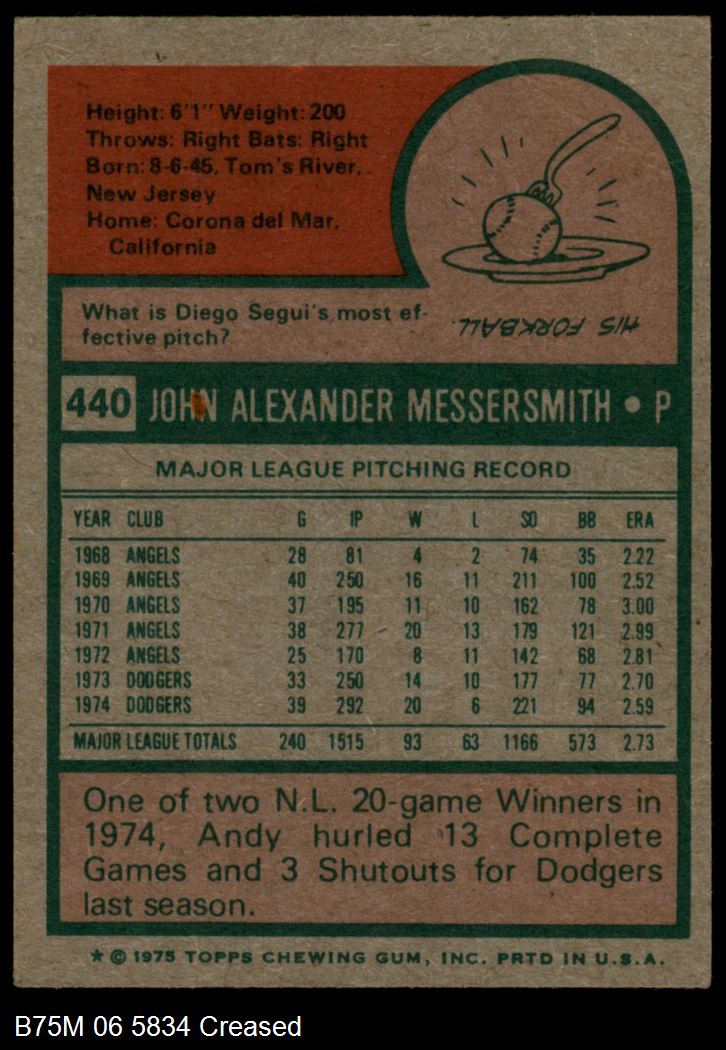 Height: 6'1" Weight: 200
Throws: Right Bats: Right
Born: 8-6-45, Tom's River,
New Jersey
Home: Corona del Mar,
California
What is Diego Segui's most ef-
fective pitch?
HIS FORKBALL
440 JOHN ALEXANDER MESSERSMITH • P
MAJOR LEAGUE PITCHING RECORD
YEAR CLUB G IP W L SO BB ERA
1968 ANGELS 28 81 4 2 74 35 2.22
1969 ANGELS 40 250 16 11 211 100 2.52
1970 ANGELS 37 195 11 10 162 78 3.00
1971 ANGELS 38 277 20 13 179 121 2.99
1972 ANGELS 25 170 8 11 142 68 2.81
1973 DODGERS 33 250 14 10 177 77 2.70
1974 DODGERS 39 292 20 6 221 94 2.59
MAJOR LEAGUE TOTALS 240 1515 93 63 1166 573 2.73
One of two N.L. 20-game Winners in
1974, Andy hurled 13 Complete
Games and 3 Shutouts for Dodgers
last season.
* © 1975 TOPPS CHEWING GUM, INC. PRTD IN U.S.A.
B75M 06 5834 Creased